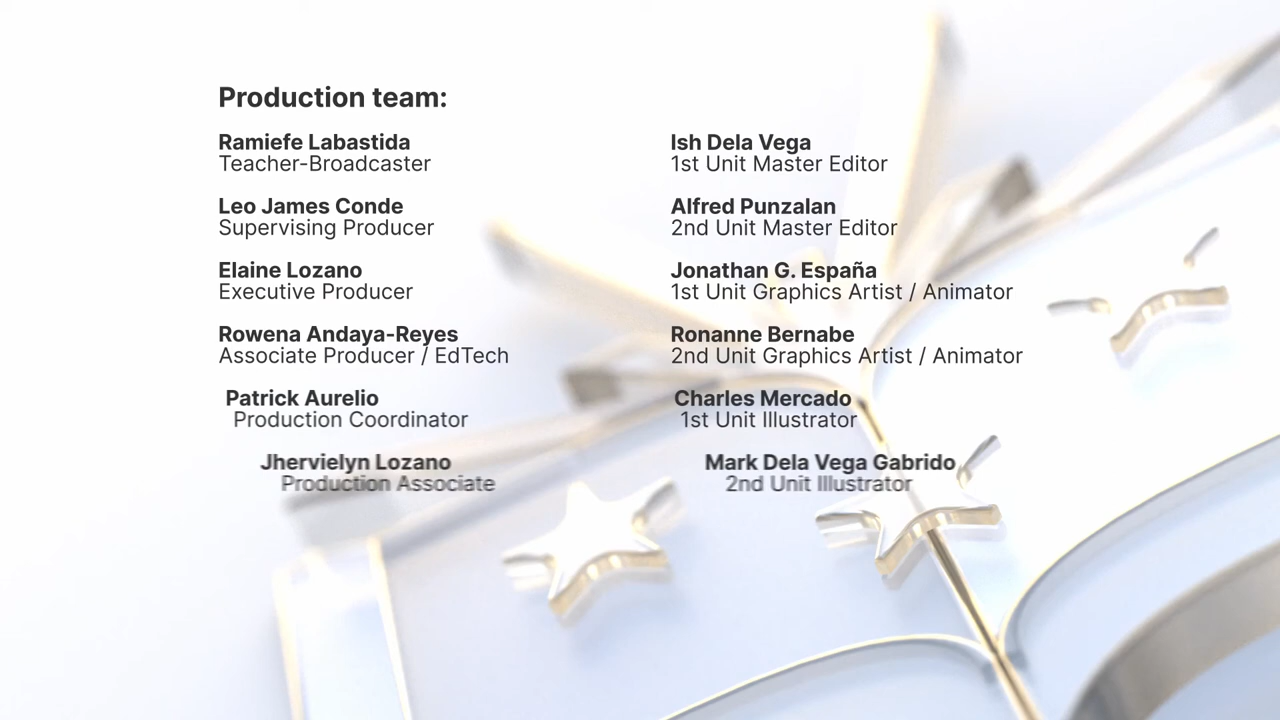 Production team:
Ramiefe Labastida
Teacher-Broadcaster
Leo James Conde
Supervising Producer
Elaine Lozano
Executive Producer
Rowena Andaya-Reyes
Associate Producer / EdTech
Patrick Aurelio
Production Coordinator
Jhervielyn Lozano
Production Associate
Ish Dela Vega
1st Unit Master Editor
Alfred Punzalan
2nd Unit Master Editor
Jonathan G. España
1st Unit Graphics Artist / Animator
Ronanne Bernabe
2nd Unit Graphics Artist / Animator
Charles Mercado
1st Unit Illustrator
Mark Dela Vega Gabrido
2nd Unit Illustrator